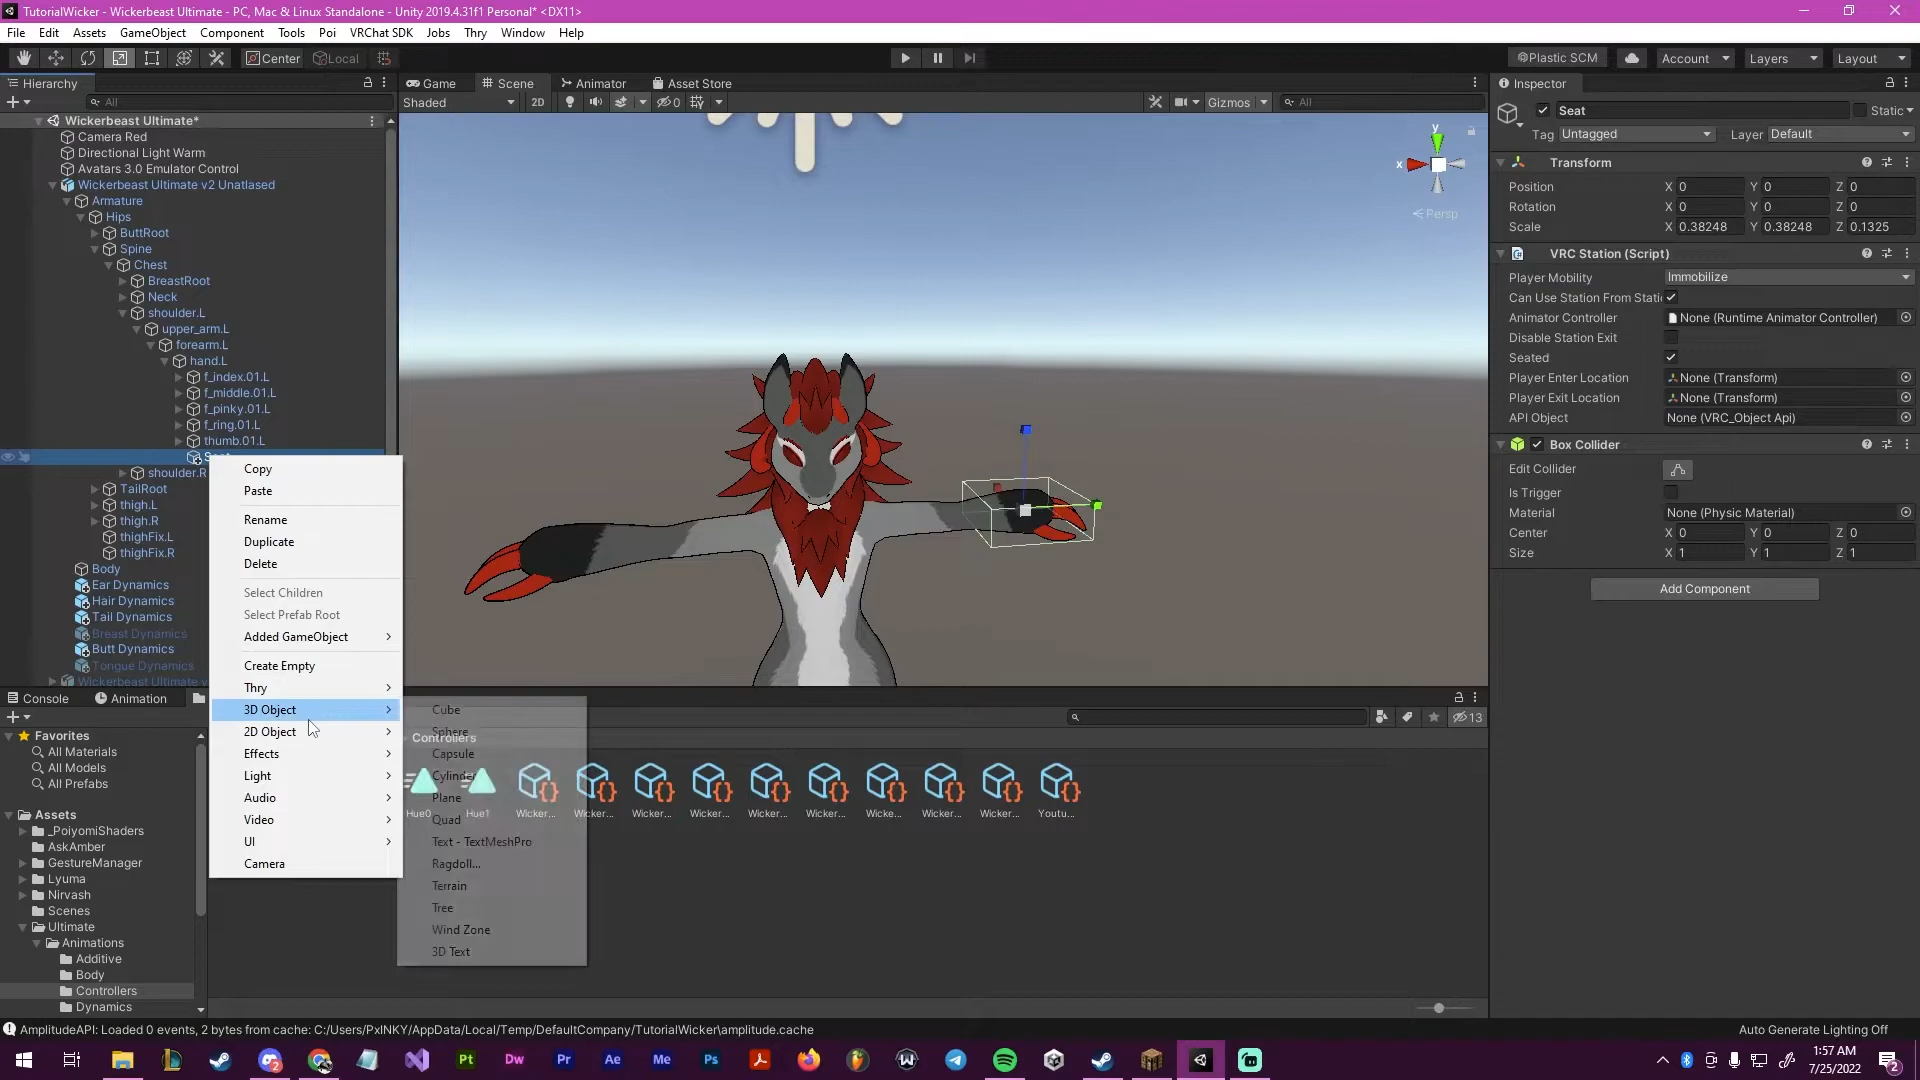 TutorialWicker - Wickerbeast Ultimate - PC, Mac & Linux Standalone - Unity 2019.4.31f1 Personal* <DX11>
File Edit Assets GameObject Component Tools Poi VRChat SDK Jobs Thry Window Help
Center Local Plastic SCM Account Layers Layout
Hierarchy Game Scene Animator Asset Store Inspector
All Shaded 2D 0 Gizmos All
Seat Static
Wickerbeast Ultimate*
Camera Red
Directional Light Warm
Avatars 3.0 Emulator Control
Wickerbeast Ultimate v2 Unatlased
Armature
Hips
ButtRoot
Spine
Chest
BreastRoot
Neck
shoulder.L
upper_arm.L
forearm.L
hand.L
f_index.01.L
f_middle.01.L
f_pinky.01.L
f_ring.01.L
thumb.01.L
shoulder.R
TailRoot
thigh.L
thigh.R
thighFix.L
thighFix.R
Body
Ear Dynamics
Hair Dynamics
Tail Dynamics
Breast Dynamics
Butt Dynamics
Tongue Dynamics
Wickerbeast Ultimate v
Copy
Paste
Rename
Duplicate
Delete
Select Children
Select Prefab Root
Added GameObject
Create Empty
Thry
3D Object
2D Object
Effects
Light
Audio
Video
UI
Camera
Cube
Sphere
Capsule
Cylinder
Plane
Quad
Text - TextMeshPro
Ragdoll...
Terrain
Tree
Wind Zone
3D Text
y
x
Persp
Tag Untagged Layer Default
Transform
Position X 0 Y 0 Z 0
Rotation X 0 Y 0 Z 0
Scale X 0.38248 Y 0.38248 Z 0.1325
VRC Station (Script)
Player Mobility Immobilize
Can Use Station From Stati
Animator Controller None (Runtime Animator Controller)
Disable Station Exit
Seated
Player Enter Location None (Transform)
Player Exit Location None (Transform)
API Object None (VRC_Object Api)
Box Collider
Edit Collider
Is Trigger
Material None (Physic Material)
Center X 0 Y 0 Z 0
Size X 1 Y 1 Z 1
Add Component
Console Animation
13
Favorites
All Materials
All Models
All Prefabs
Assets
_PoiyomiShaders
AskAmber
GestureManager
Lyuma
Nirvash
Scenes
Ultimate
Animations
Additive
Body
Controllers
Dynamics
Controllers
Hue0 Hue1 Wicker... Wicker... Wicker... Wicker... Wicker... Wicker... Wicke... Wicker... Wicker... Youtu...
AmplitudeAPI: Loaded 0 events, 2 bytes from cache: C:/Users/PxINKY/AppData/Local/Temp/DefaultCompany/TutorialWicker\amplitude.cache
Auto Generate Lighting Off
Pt Dw Pr Ae Me Ps
1:57 AM
7/25/2022
2
2